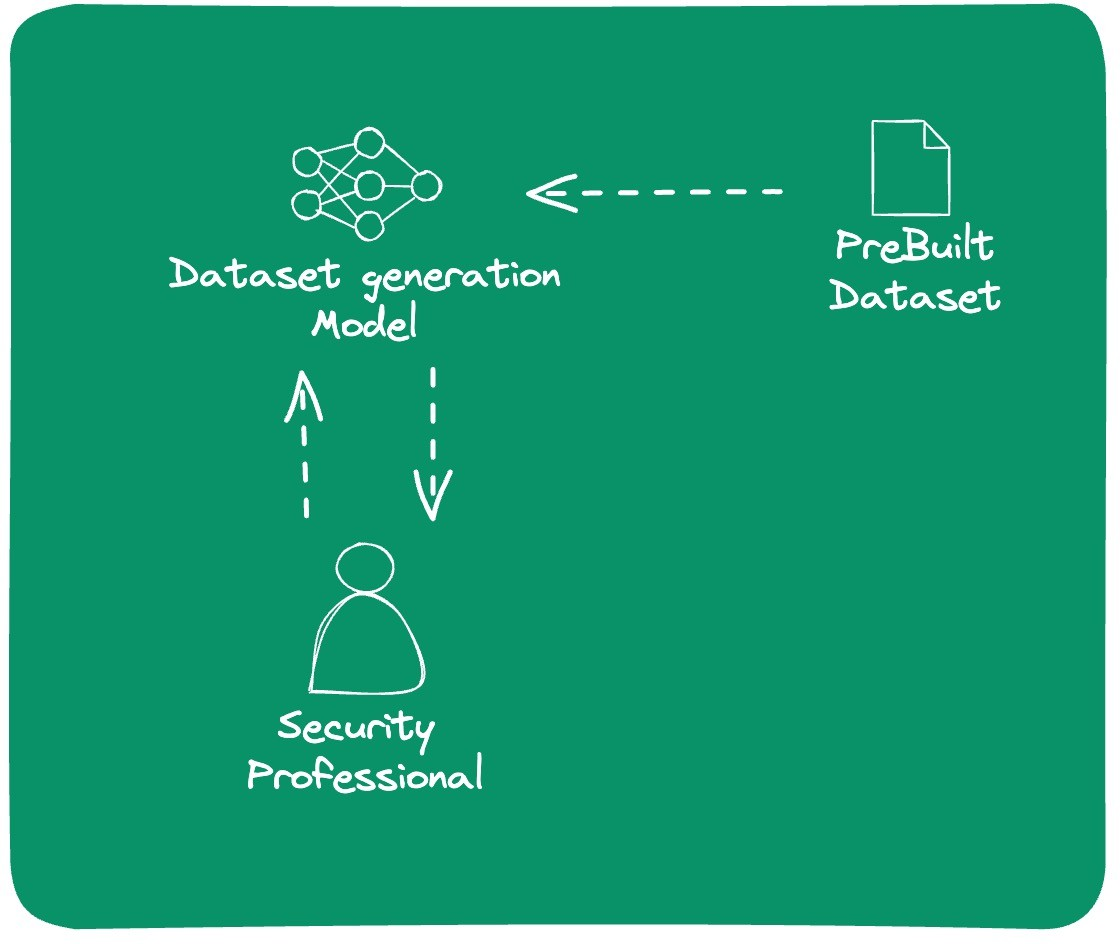 Dataset generation
Model
PreBuilt
Dataset
Security
Professional